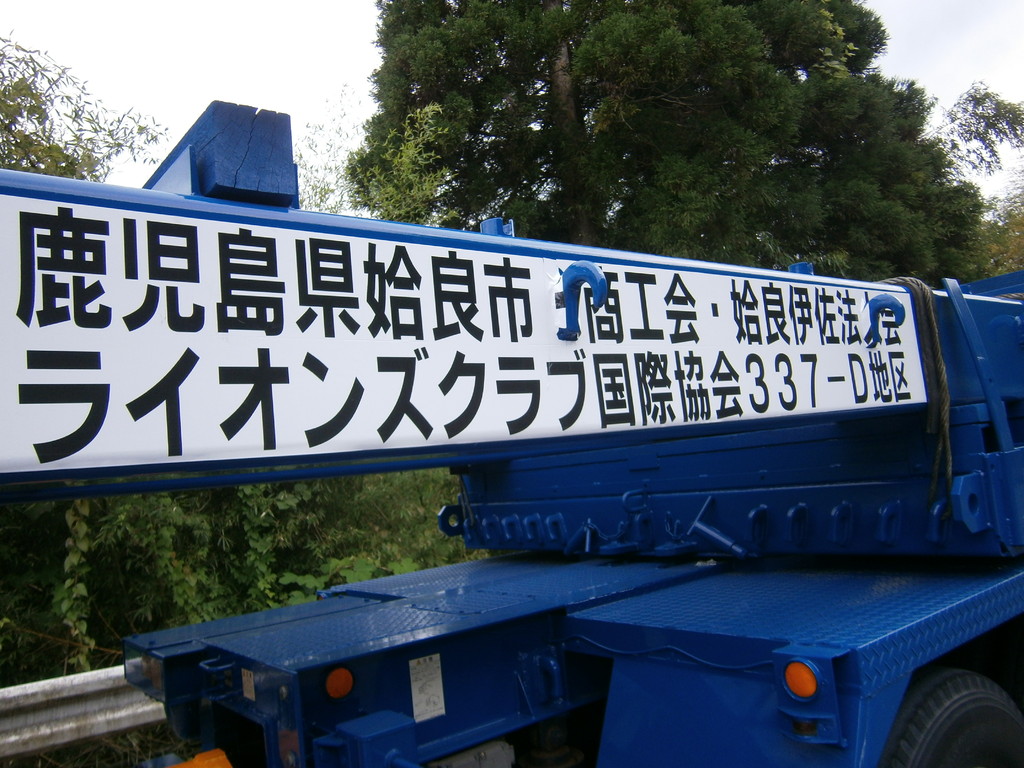 鹿児島県姶良市商工会・姶良伊佐法人会
ライオンズクラブ国際協会337-D地区